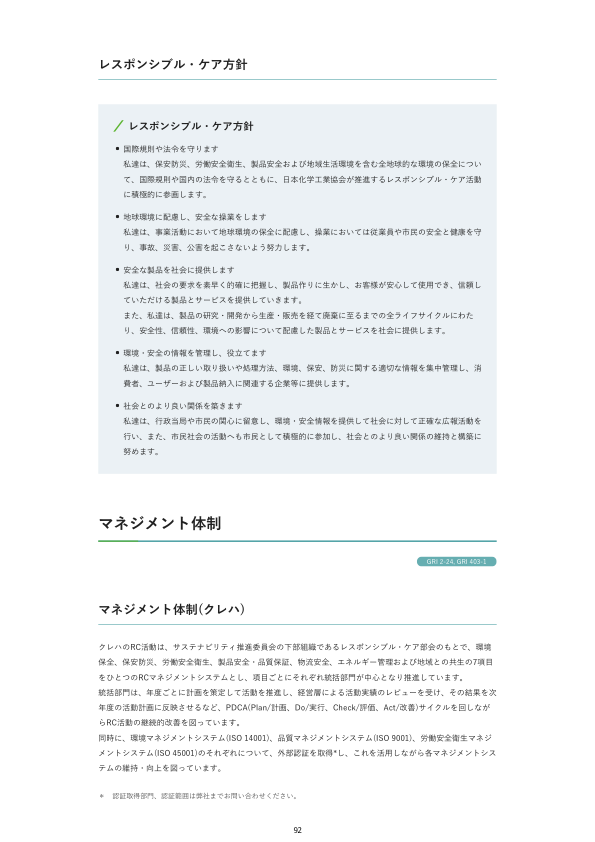 レスポンシブル・ケア方針
レスポンシブル・ケア方針
▪ 国際規則や法令を守ります
私達は、保安防災、労働安全衛生、製品安全および地域生活環境を含む全地球的な環境の保全につい
て、国際規則や国内の法令を守るとともに、日本化学工業協会が推進するレスポンシブル・ケア活動
に積極的に参画します。
▪ 地球環境に配慮し、安全な操業をします
私達は、事業活動において地球環境の保全に配慮し、操業においては従業員や市民の安全と健康を守
り、事故、災害、公害を起こさないよう努力します。
▪ 安全な製品を社会に提供します
私達は、社会の要求を素早く的確に把握し、製品作りに生かし、お客様が安心して使用でき、信頼し
ていただける製品とサービスを提供していきます。
また、私達は、製品の研究・開発から生産・販売を経て廃棄に至るまでの全ライフサイクルにわた
り、安全性、信頼性、環境への影響について配慮した製品とサービスを社会に提供します。
▪ 環境・安全の情報を管理し、役立てます
私達は、製品の正しい取り扱いや処理方法、環境、保安、防災に関する適切な情報を集中管理し、消
費者、ユーザーおよび製品納入に関連する企業等に提供します。
▪ 社会とのより良い関係を築きます
私達は、行政当局や市民の関心に留意し、環境・安全情報を提供して社会に対して正確な広報活動を
行い、また、市民社会の活動へも市民として積極的に参加し、社会とのより良い関係の維持と構築に
努めます。
マネジメント体制
GRI 2-24, GRI 403-1
マネジメント体制(クレハ)
クレハのRC活動は、サステナビリティ推進委員会の下部組織であるレスポンシブル・ケア部会のもとで、環境
保全、保安防災、労働安全衛生、製品安全・品質保証、物流安全、エネルギー管理および地域との共生の7項目
をひとつのRCマネジメントシステムとし、項目ごとにそれぞれ統括部門が中心となり推進しています。
統括部門は、年度ごとに計画を策定して活動を推進し、経営層による活動実績のレビューを受け、その結果を次
年度の活動計画に反映させるなど、PDCA(Plan/計画、Do/実行、Check/評価、Act/改善)サイクルを回しなが
らRC活動の継続的改善を図っています。
同時に、環境マネジメントシステム(ISO 14001)、品質マネジメントシステム(ISO 9001)、労働安全衛生マネジ
メントシステム(ISO 45001)のそれぞれについて、外部認証を取得*し、これを活用しながら各マネジメントシス
テムの維持・向上を図っています。
* 認証取得部門、認証範囲は弊社までお問い合わせください。
92